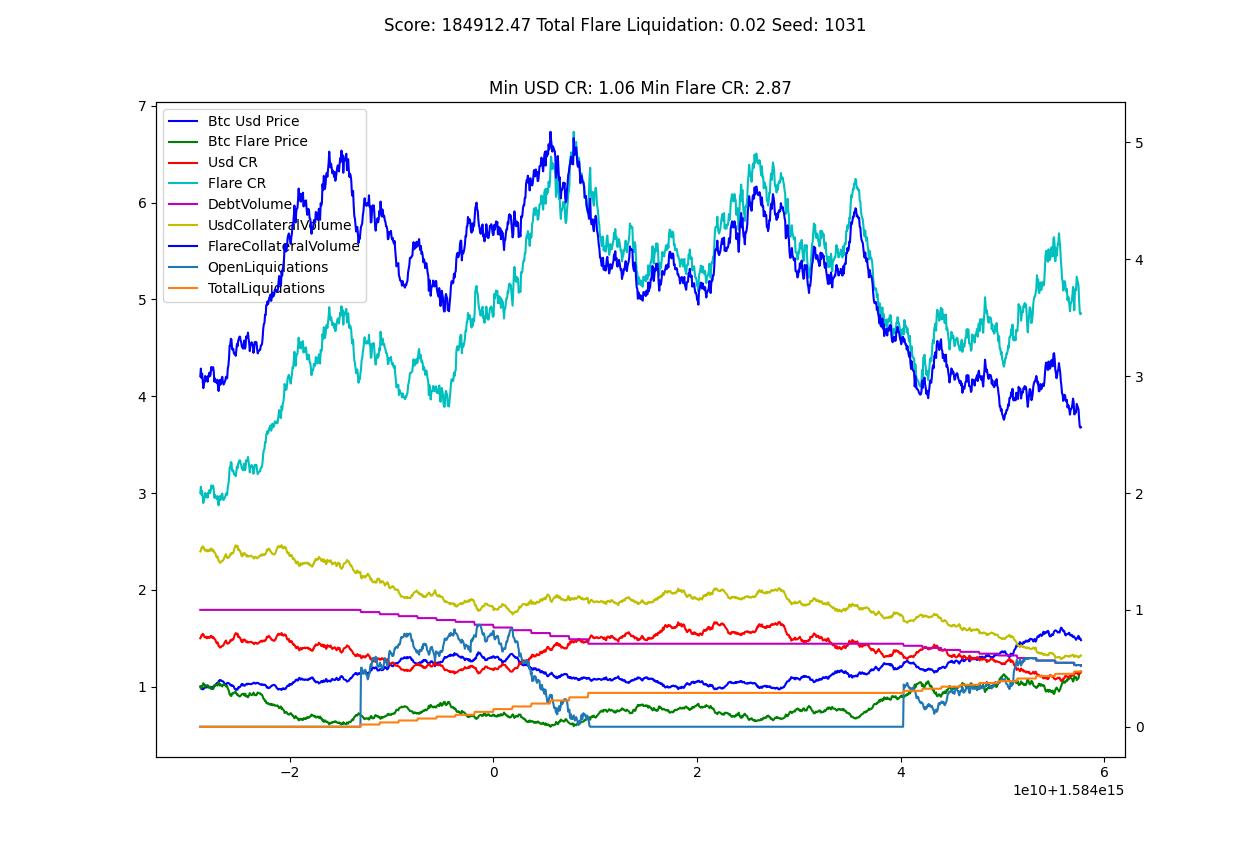 Score: 184912.47 Total Flare Liquidation: 0.02 Seed: 1031
Min USD CR: 1.06 Min Flare CR: 2.87
7
6
5
4
3
2
1
Btc Usd Price
Btc Flare Price
Usd CR
Flare CR
DebtVolume
UsdCollateralVolume
FlareCollateralVolume
OpenLiquidations
TotalLiquidations
5
4
3
2
1
0
−2
0
2
4
6
1e10+1.584e15